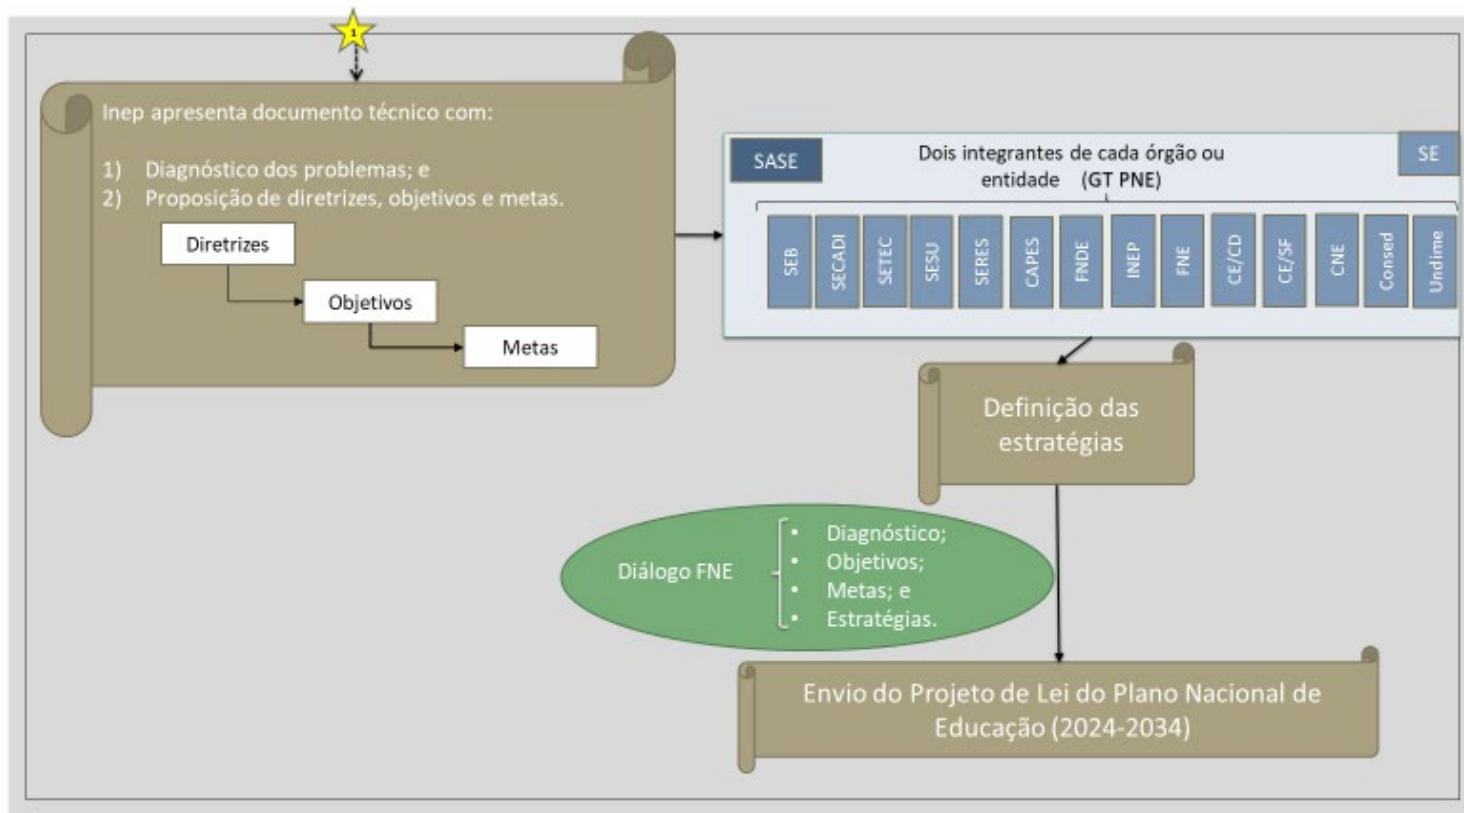 1
Inep apresenta documento técnico com:
1) Diagnóstico dos problemas; e
2) Proposição de diretrizes, objetivos e metas.
Diretrizes
Objetivos
Metas
SASE
Dois integrantes de cada órgão ou
entidade (GT PNE)
SE
SEB
SECADI
SETEC
SESU
SERES
CAPES
FNDE
INEP
FNE
CE/CD
CE/SF
CNE
Consed
Undime
Definição das
estratégias
Diálogo FNE
• Diagnóstico;
• Objetivos;
• Metas; e
• Estratégias.
Envio do Projeto de Lei do Plano Nacional de
Educação (2024-2034)